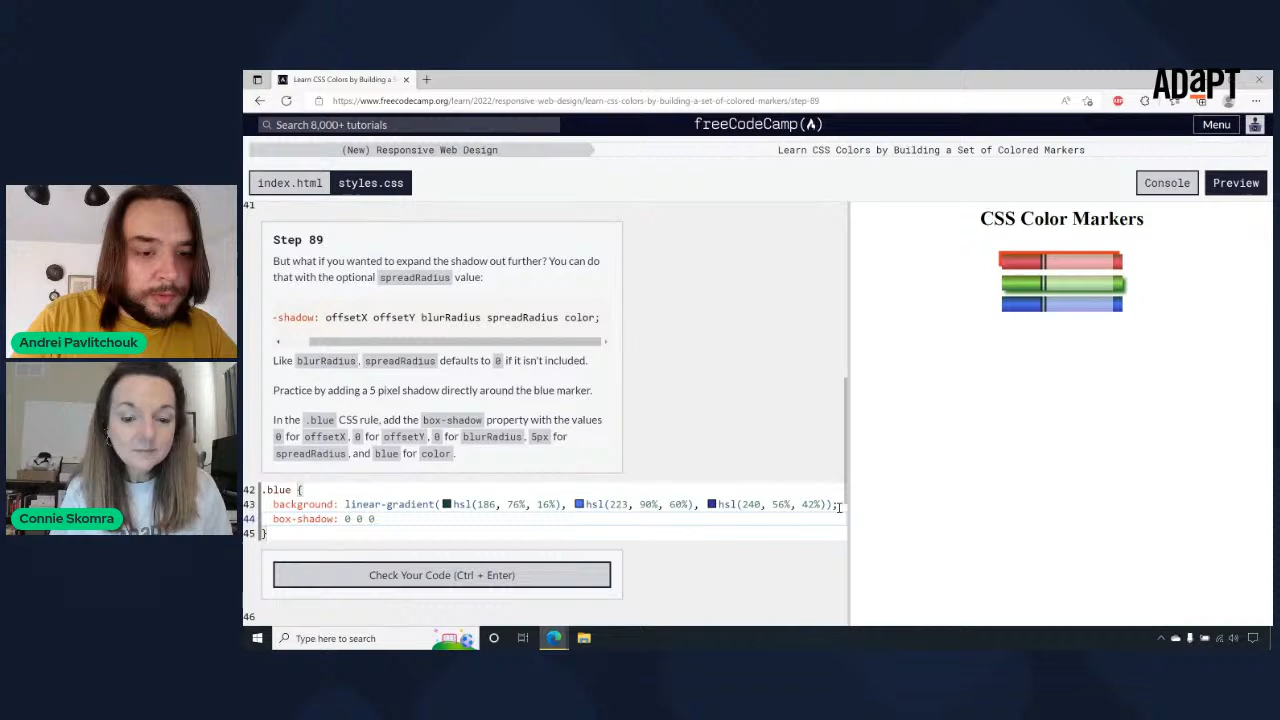 ADAPT
Learn CSS Colors by Building a S
https://www.freecodecamp.org/learn/2022/responsive-web-design/learn-css-colors-by-building-a-set-of-colored-markers/step-89
Search 8,000+ tutorials
freeCodeCamp
Menu
(New) Responsive Web Design
Learn CSS Colors by Building a Set of Colored Markers
index.html
styles.css
Console
Preview
41
Step 89
But what if you wanted to expand the shadow out further? You can do
that with the optional spreadRadius value:
-shadow: offsetX offsetY blurRadius spreadRadius color;
Like blurRadius, spreadRadius defaults to 0 if it isn't included.
Practice by adding a 5 pixel shadow directly around the blue marker.
In the .blue CSS rule, add the box-shadow property with the values
0 for offsetX, 0 for offsetY, 0 for blurRadius, 5px for
spreadRadius, and blue for color.
42 .blue {
43 background: linear-gradient(hsl(186, 76%, 16%), hsl(223, 90%, 60%), hsl(240, 56%, 42%));
44 box-shadow: 0 0 0
45 }
Check Your Code (Ctrl + Enter)
46
CSS Color Markers
Andrei Pavlitchouk
Connie Skomra
Type here to search